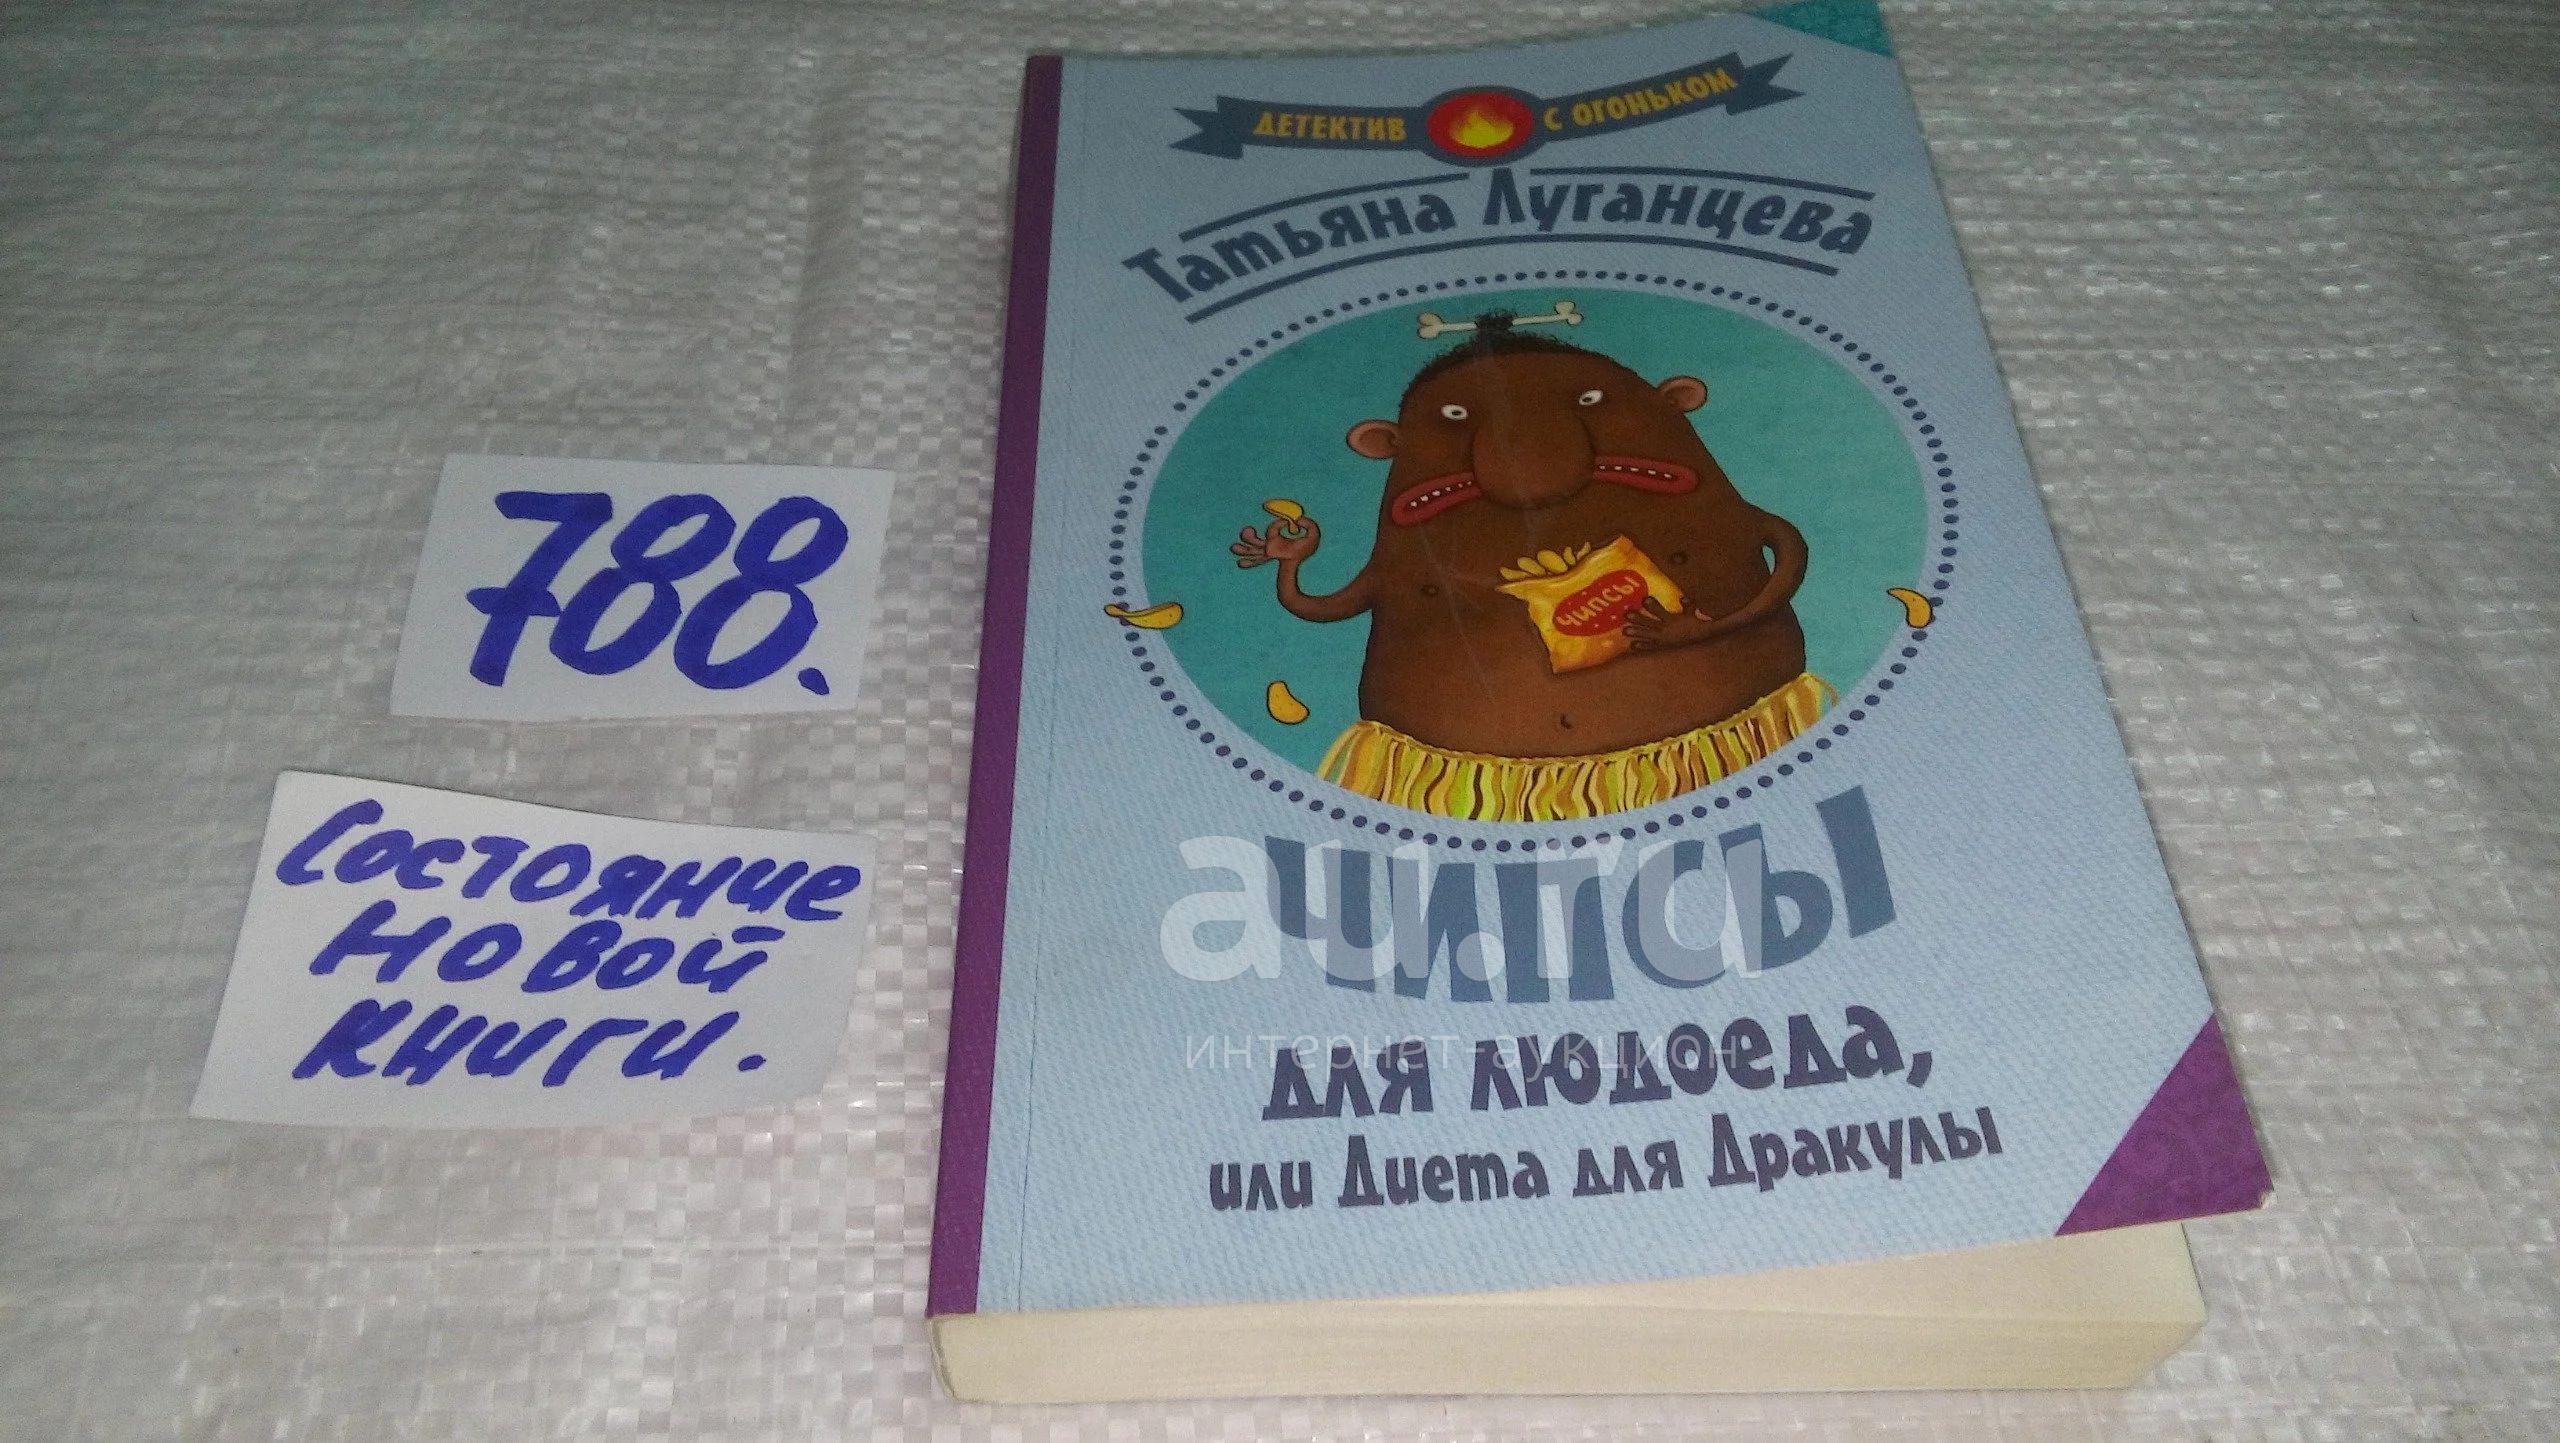 ДЕТЕКТИВ С ОГОНЬКОМ
Татьяна Луганцева
чипсы
788.
Состояние
новой
книги.
ЧИПСЫ
au.ru
интернет-аукцион
для людоеда,
или Диета для Дракулы